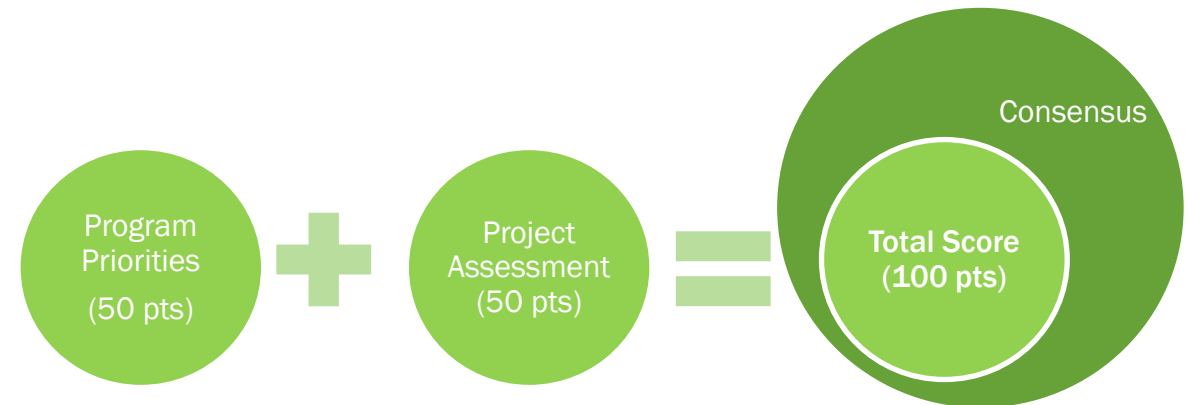 Program
Priorities
(50 pts)
Project
Assessment
(50 pts)
Consensus
Total Score
(100 pts)